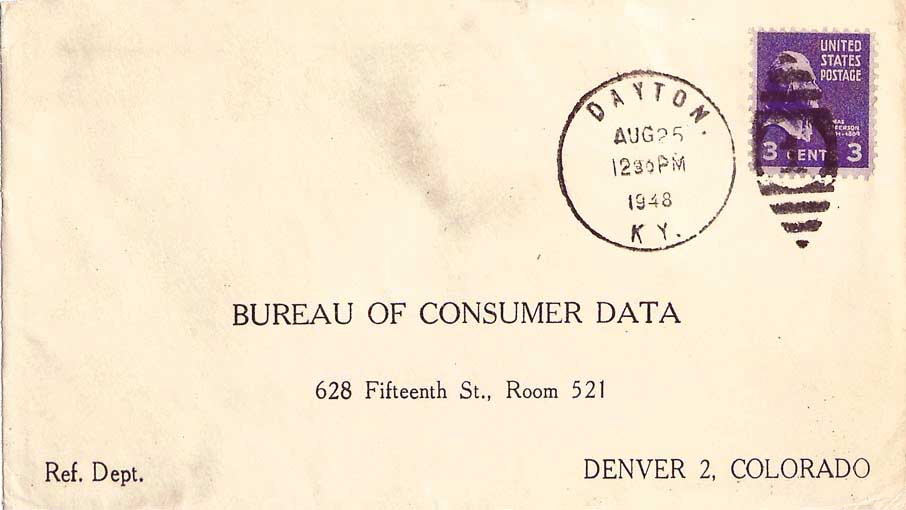 UNITED
STATES
POSTAGE
3 CENTS 3
DAYTON.
AUG 25
1230PM
1948
KY.
BUREAU OF CONSUMER DATA
628 Fifteenth St., Room 521
Ref. Dept.
DENVER 2, COLORADO